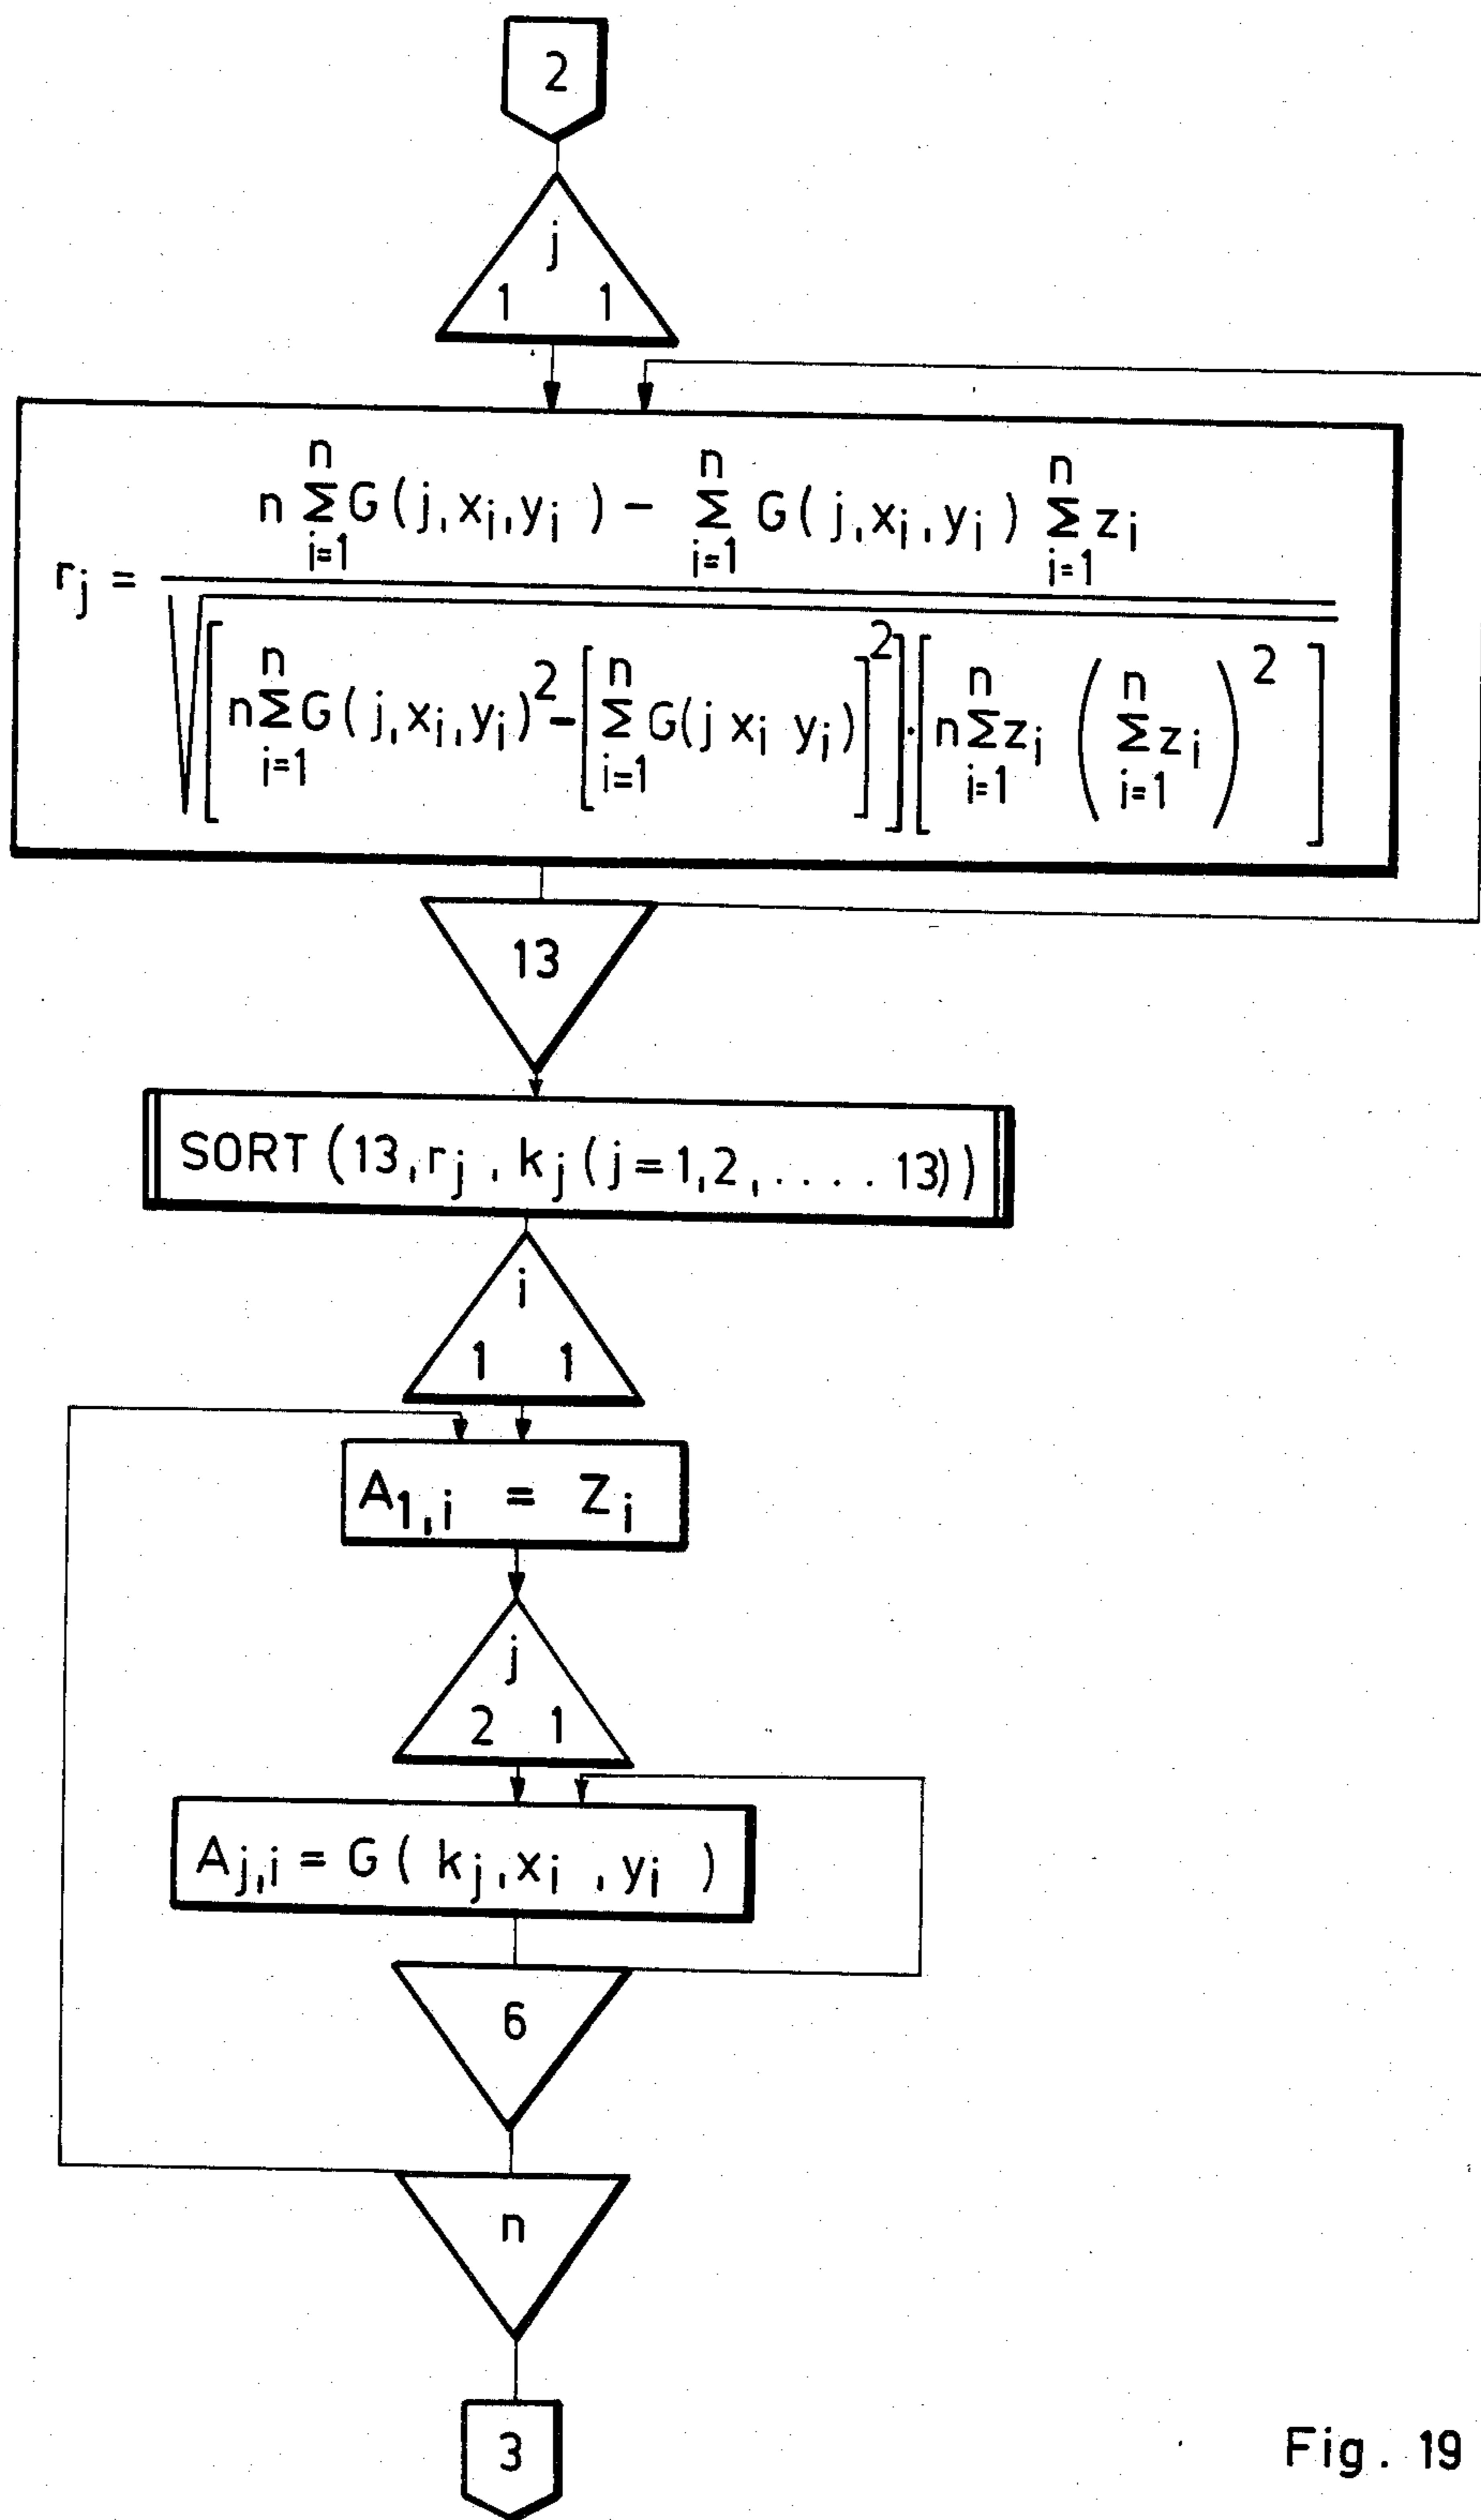 2
j
1 1
n n n
n Σ G(j, xi, yi) − Σ G(j, xi, yi) Σ zi
i=1 i=1 i=1
rj =
n n n n
√[n Σ G(j, xi, yi)² − [Σ G(j xi yi)]²] · [n Σ zi (Σ zi)²]
i=1 i=1 i=1 i=1
13
SORT (13, rj, kj (j=1,2,....13))
i
1 1
A1,i = Zi
j
2 1
Aj,i = G(kj, xi, yi)
6
n
3
Fig. 19